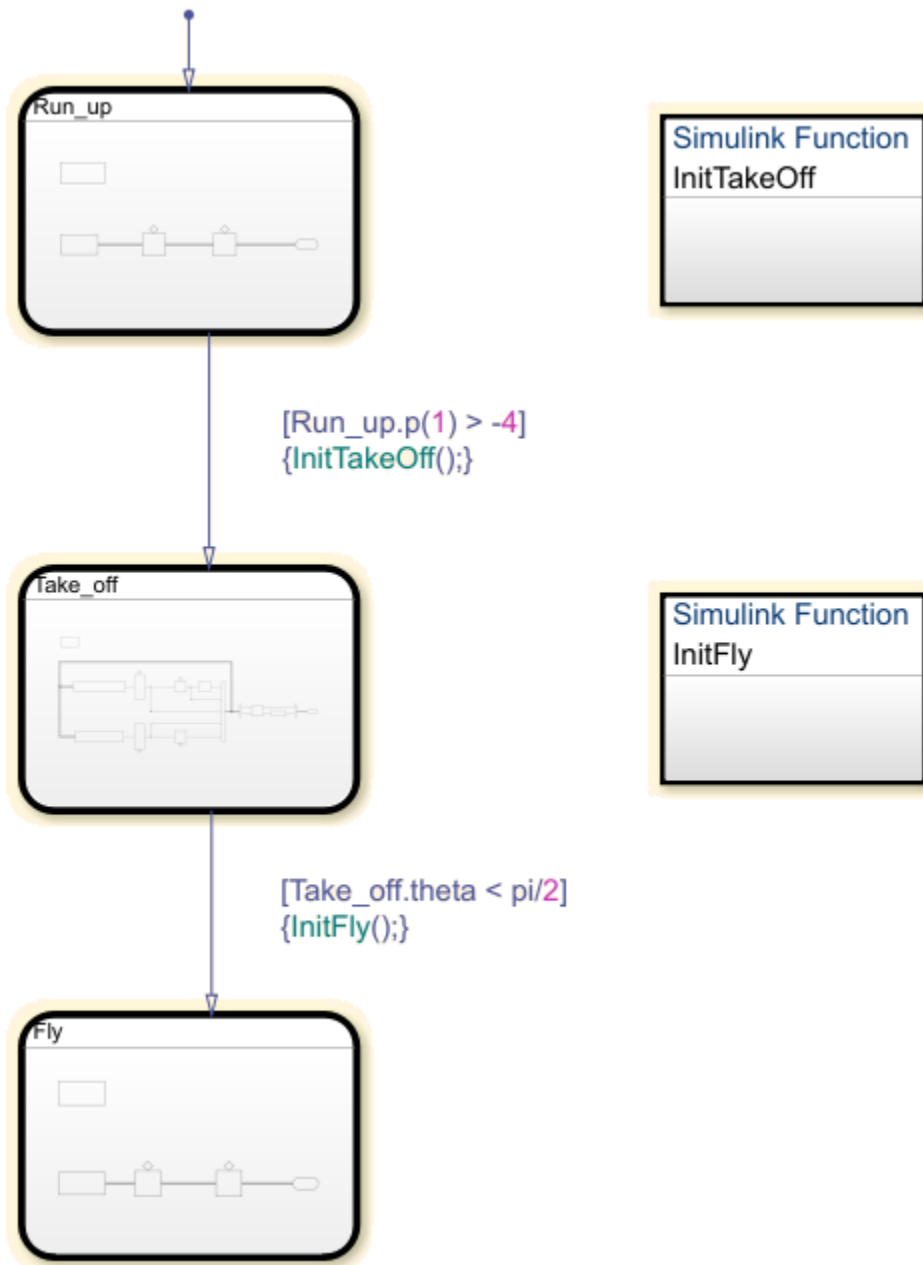 Run_up
Simulink Function
InitTakeOff
[Run_up.p(1) > -4]
{InitTakeOff();}
Take_off
Simulink Function
InitFly
[Take_off.theta < pi/2]
{InitFly();}
Fly